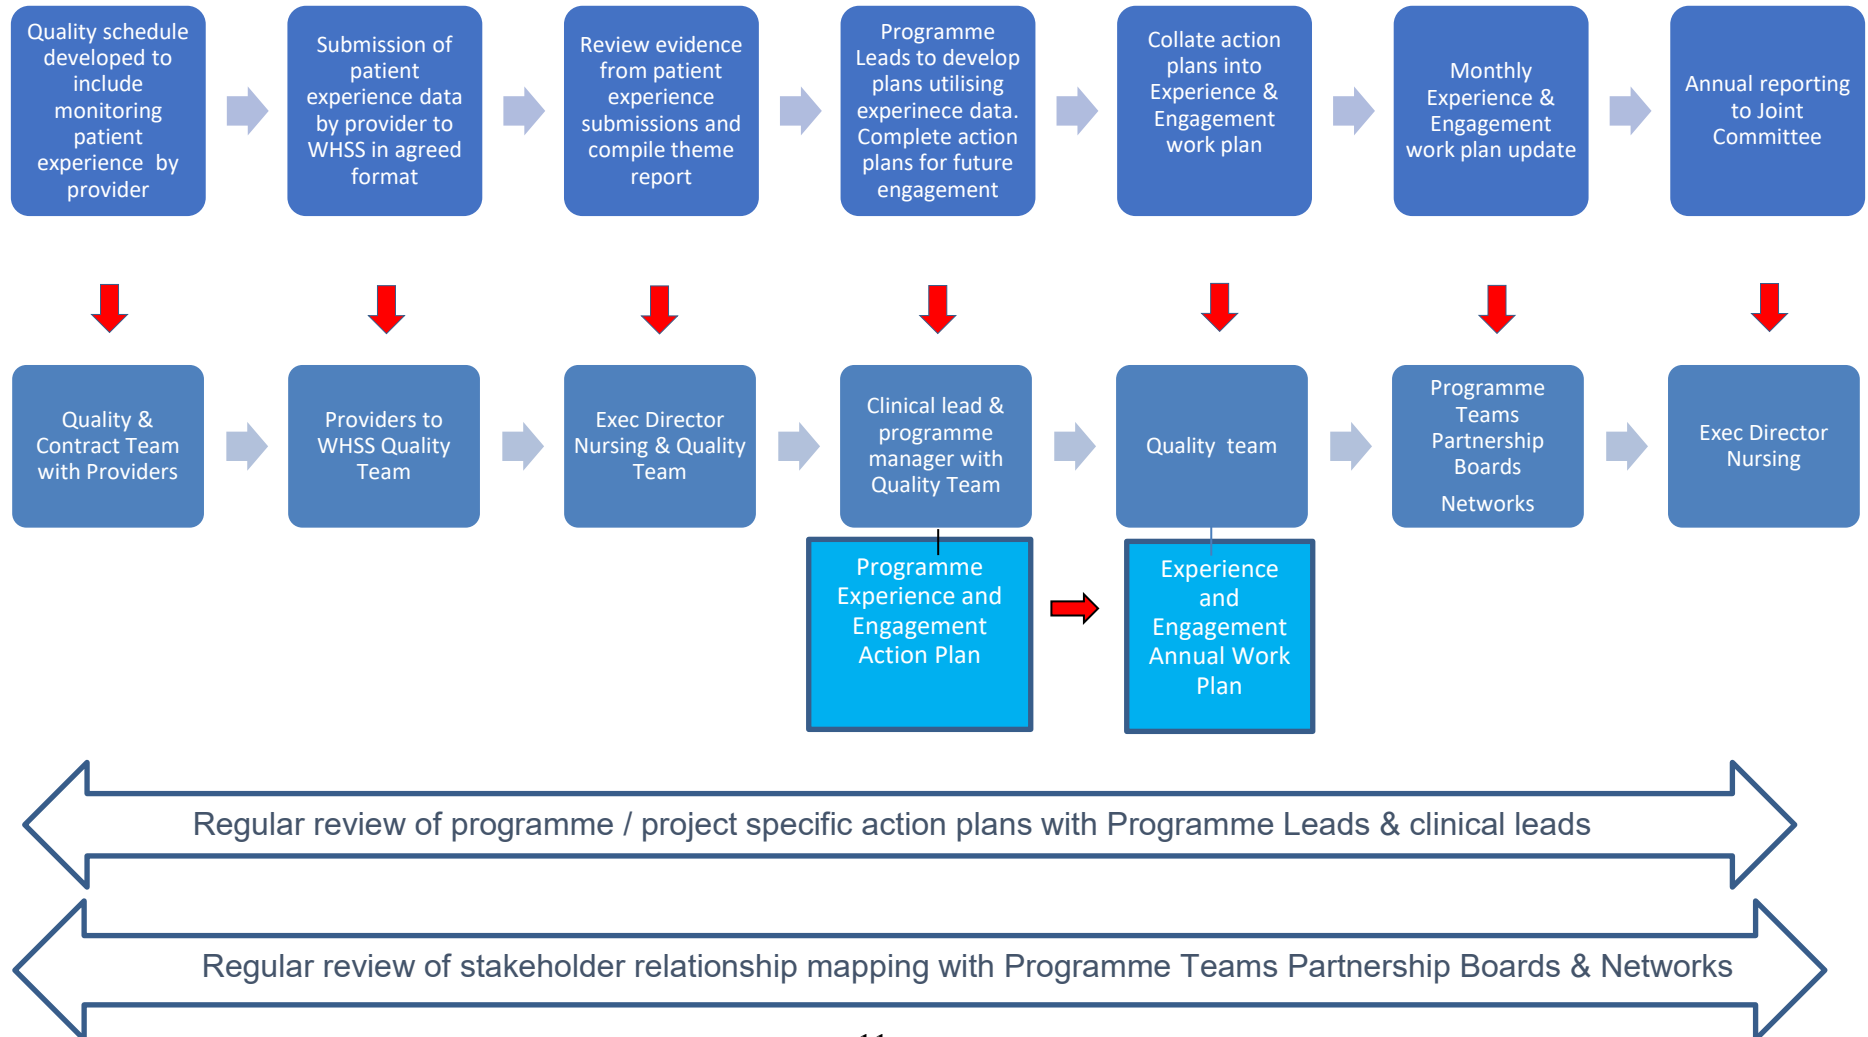 Quality schedule
developed to
include
monitoring
patient
experience by
provider
Submission of
patient
experience data
by provider to
WHSS in agreed
format
Review evidence
from patient
experience
submissions and
compile theme
report
Programme
Leads to develop
plans utilising
experinece data.
Complete action
plans for future
engagement
Collate action
plans into
Experience &
Engagement
work plan
Monthly
Experience &
Engagement
work plan update
Annual reporting
to Joint
Committee
Quality &
Contract Team
with Providers
Providers to
WHSS Quality
Team
Exec Director
Nursing & Quality
Team
Clinical lead &
programme
manager with
Quality Team
Quality team
Programme
Teams
Partnership
Boards
Networks
Exec Director
Nursing
Programme
Experience and
Engagement
Action Plan
Experience
and
Engagement
Annual Work
Plan
Regular review of programme / project specific action plans with Programme Leads & clinical leads
Regular review of stakeholder relationship mapping with Programme Teams Partnership Boards & Networks